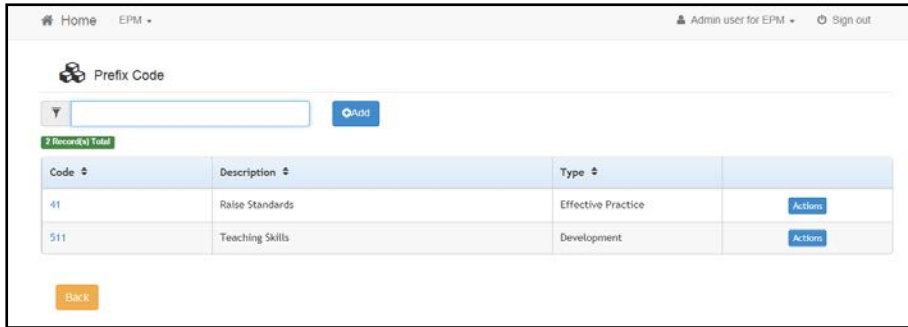 Home EPM Admin user for EPM Sign out
Prefix Code
Add
2 Record(s) Total
Code Description Type
41 Raise Standards Effective Practice Actions
511 Teaching Skills Development Actions
Back